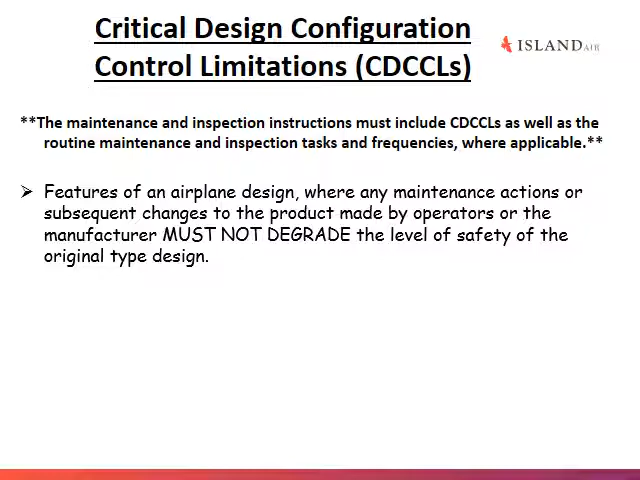 Critical Design Configuration
Control Limitations (CDCCLs)
ISLANDAIR
**The maintenance and inspection instructions must include CDCCLs as well as the
routine maintenance and inspection tasks and frequencies, where applicable.**
➢ Features of an airplane design, where any maintenance actions or
subsequent changes to the product made by operators or the
manufacturer MUST NOT DEGRADE the level of safety of the
original type design.